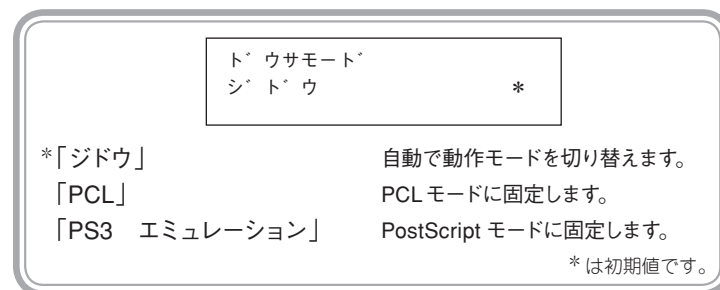 ト゛ウサモート゛
シ゛ト゛ウ *
*「ジドウ」 自動で動作モードを切り替えます。
「PCL」 PCL モードに固定します。
「PS3 エミュレーション」 PostScript モードに固定します。
* は初期値です。